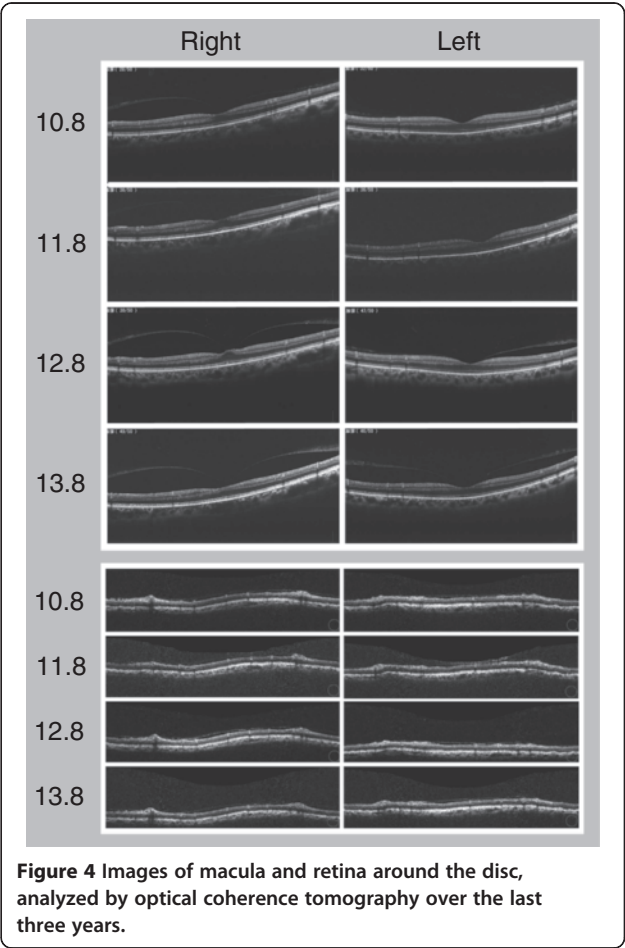 Right Left
10.8
11.8
12.8
13.8
10.8
11.8
12.8
13.8
Figure 4 Images of macula and retina around the disc,
analyzed by optical coherence tomography over the last
three years.